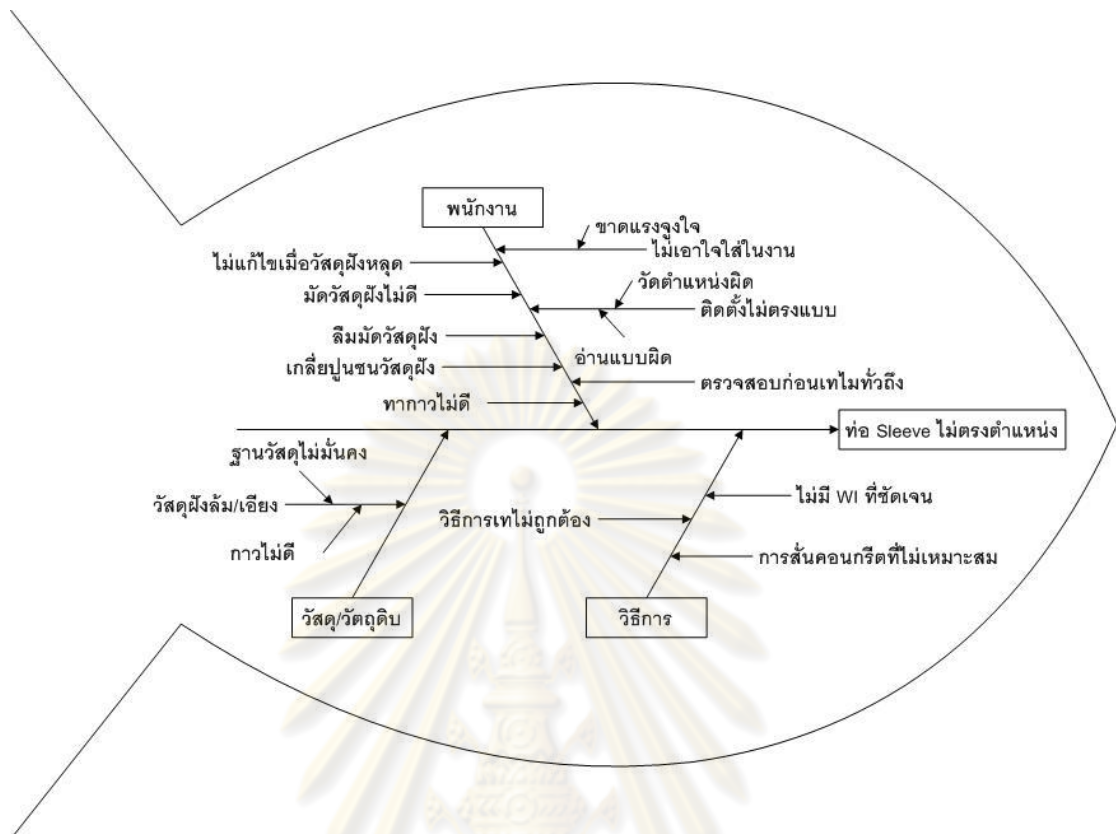 พนักงาน
ขาดแรงจูงใจ
ไม่เอาใจใส่ในงาน
ไม่แก้ไขเมื่อวัสดุฝังหลุด
วัดตำแหน่งผิด
มัดวัสดุฝังไม่ดี
ติดตั้งไม่ตรงแบบ
ลืมมัดวัสดุฝัง
อ่านแบบผิด
เกลี่ยปูนชนวัสดุฝัง
ตรวจสอบก่อนเทไมทั่วถึง
ทากาวไม่ดี
ท่อ Sleeve ไม่ตรงตำแหน่ง
ฐานวัสดุไม่มั่นคง
วัสดุฝังล้ม/เอียง
ไม่มี WI ที่ชัดเจน
วิธีการเทไม่ถูกต้อง
กาวไม่ดี
การสั่นคอนกรีตที่ไม่เหมาะสม
วัสดุ/วัตถุดิบ
วิธีการ